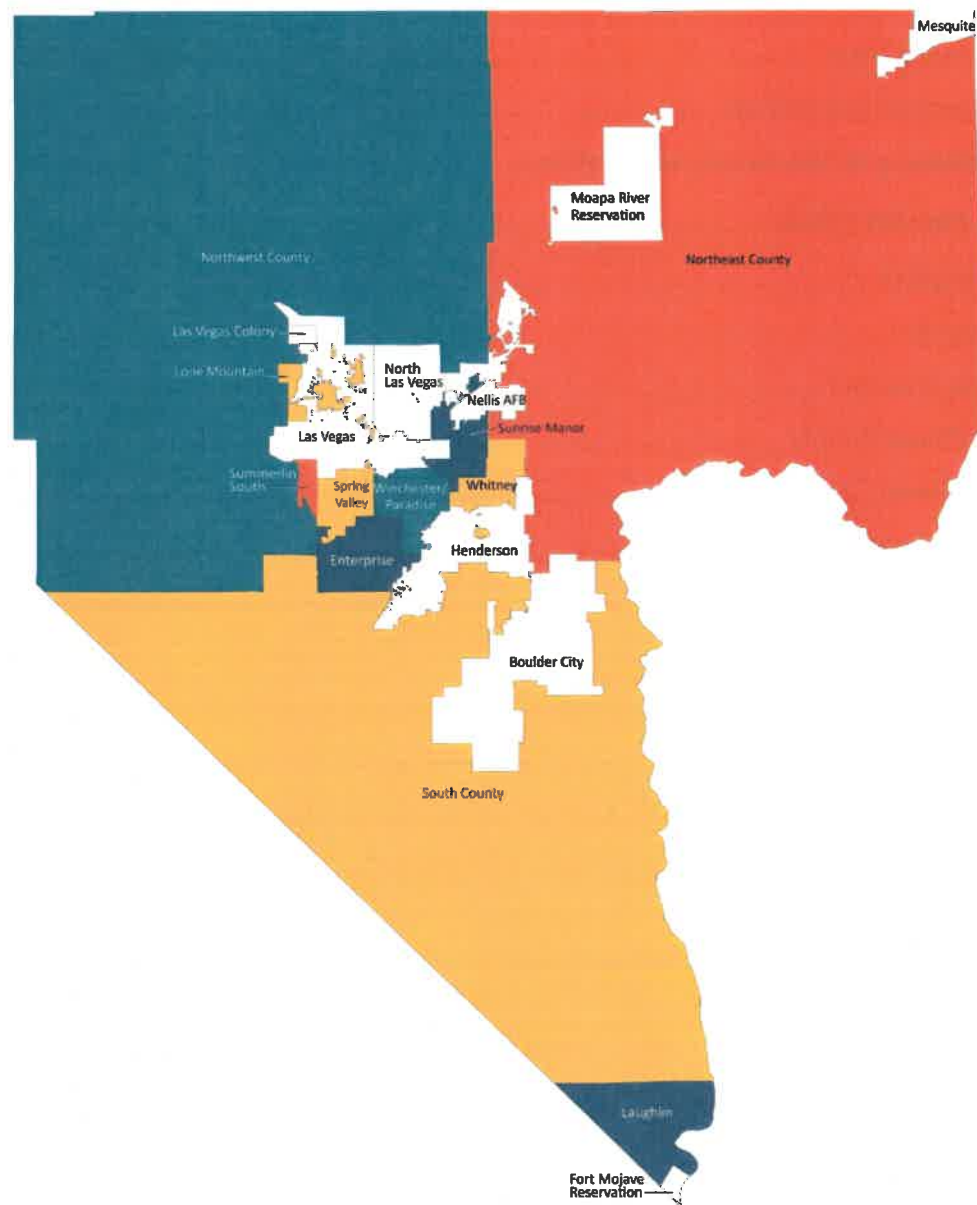 Mesquite
Moapa River
Reservation
Northwest County
Northeast County
Las Vegas Colony
Lone Mountain
North
Las Vegas
Nellis AFB
Sunrise Manor
Las Vegas
Summerlin
South
Spring
Valley
Winchester/
Paradise
Whitney
Henderson
Enterprise
Boulder City
South County
Laughlin
Fort Mojave
Reservation